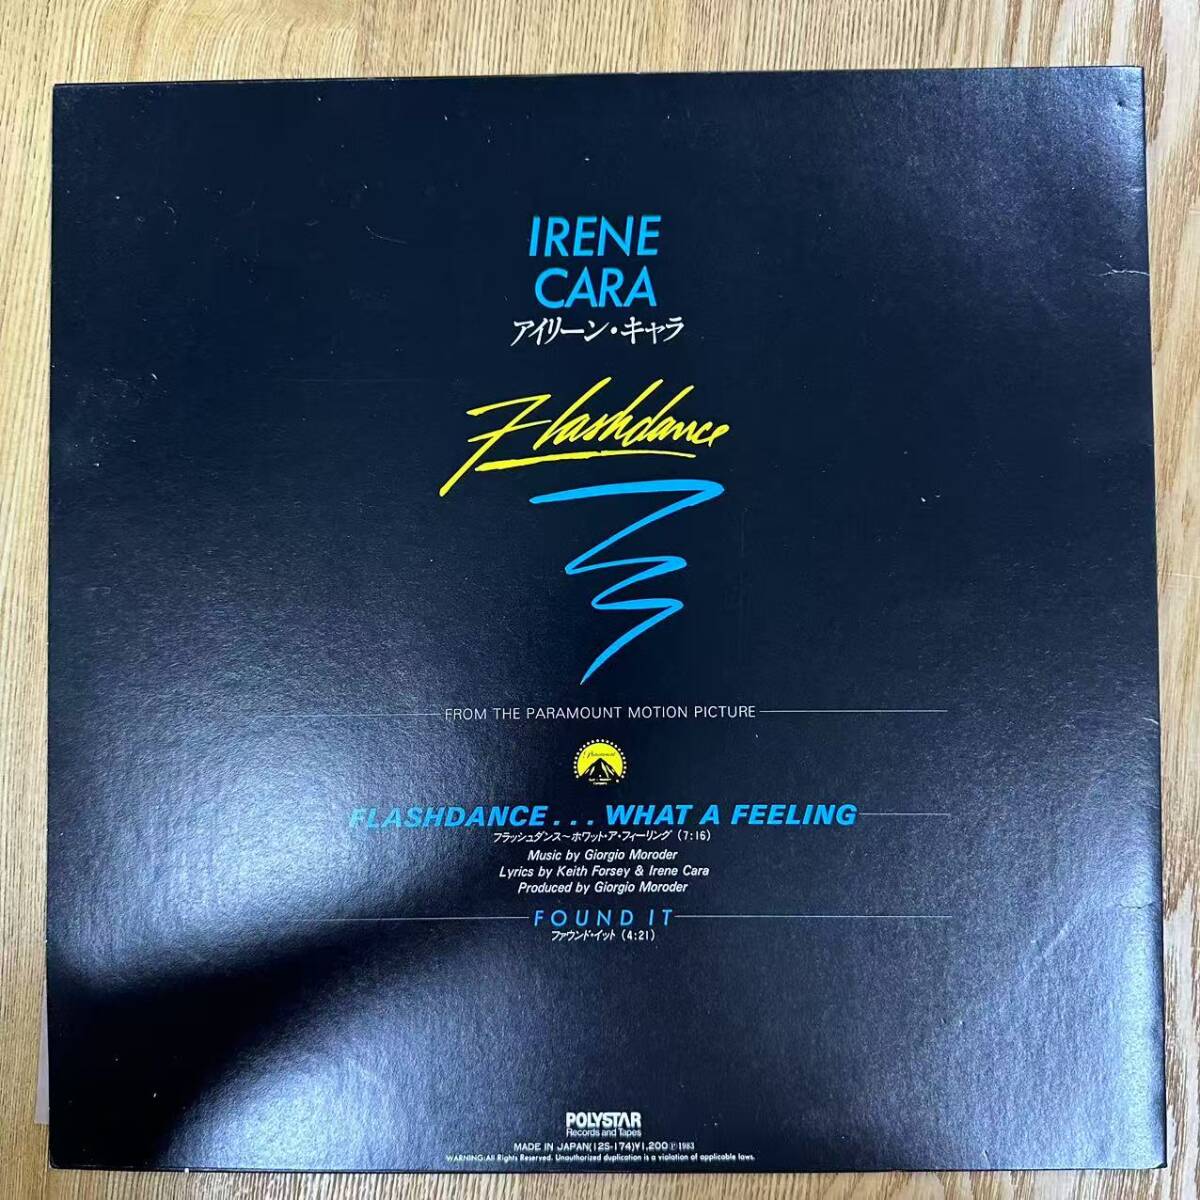 IRENE
CARA
アイリーン・キャラ
Flashdance
FROM THE PARAMOUNT MOTION PICTURE
Paramount
FLASHDANCE... WHAT A FEELING
フラッシュダンス〜ホワット・ア・フィーリング (7:16)
Music by Giorgio Moroder
Lyrics by Keith Forsey & Irene Cara
Produced by Giorgio Moroder
FOUND IT
ファウンド・イット (4:21)
POLYSTAR
Records and Tapes
MADE IN JAPAN(12S-174)¥1,200 ℗1983
WARNING: All Rights Reserved. Unauthorized duplication is a violation of applicable laws.